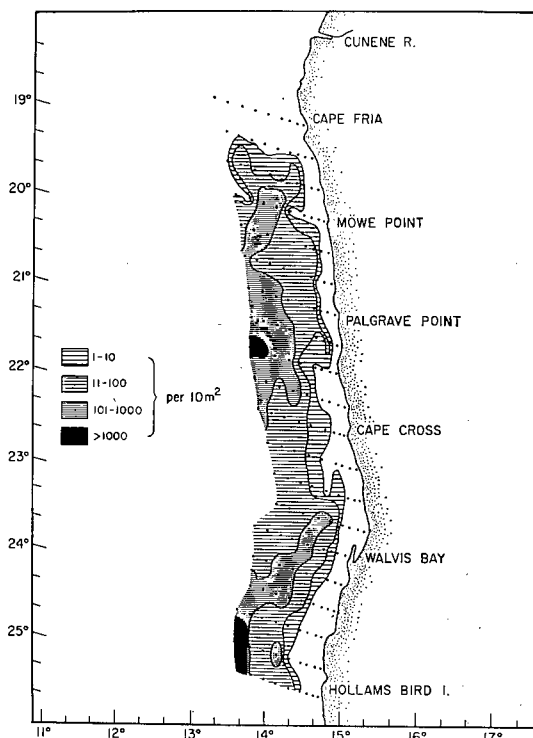 CUNENE R.
19°
CAPE FRIA
20°
MÖWE POINT
21°
PALGRAVE POINT
1-10
11-100
101-1000
>1000
per 10m²
22°
CAPE CROSS
23°
24°
WALVIS BAY
25°
HOLLAMS BIRD I.
11° 12° 13° 14° 15° 16° 17°